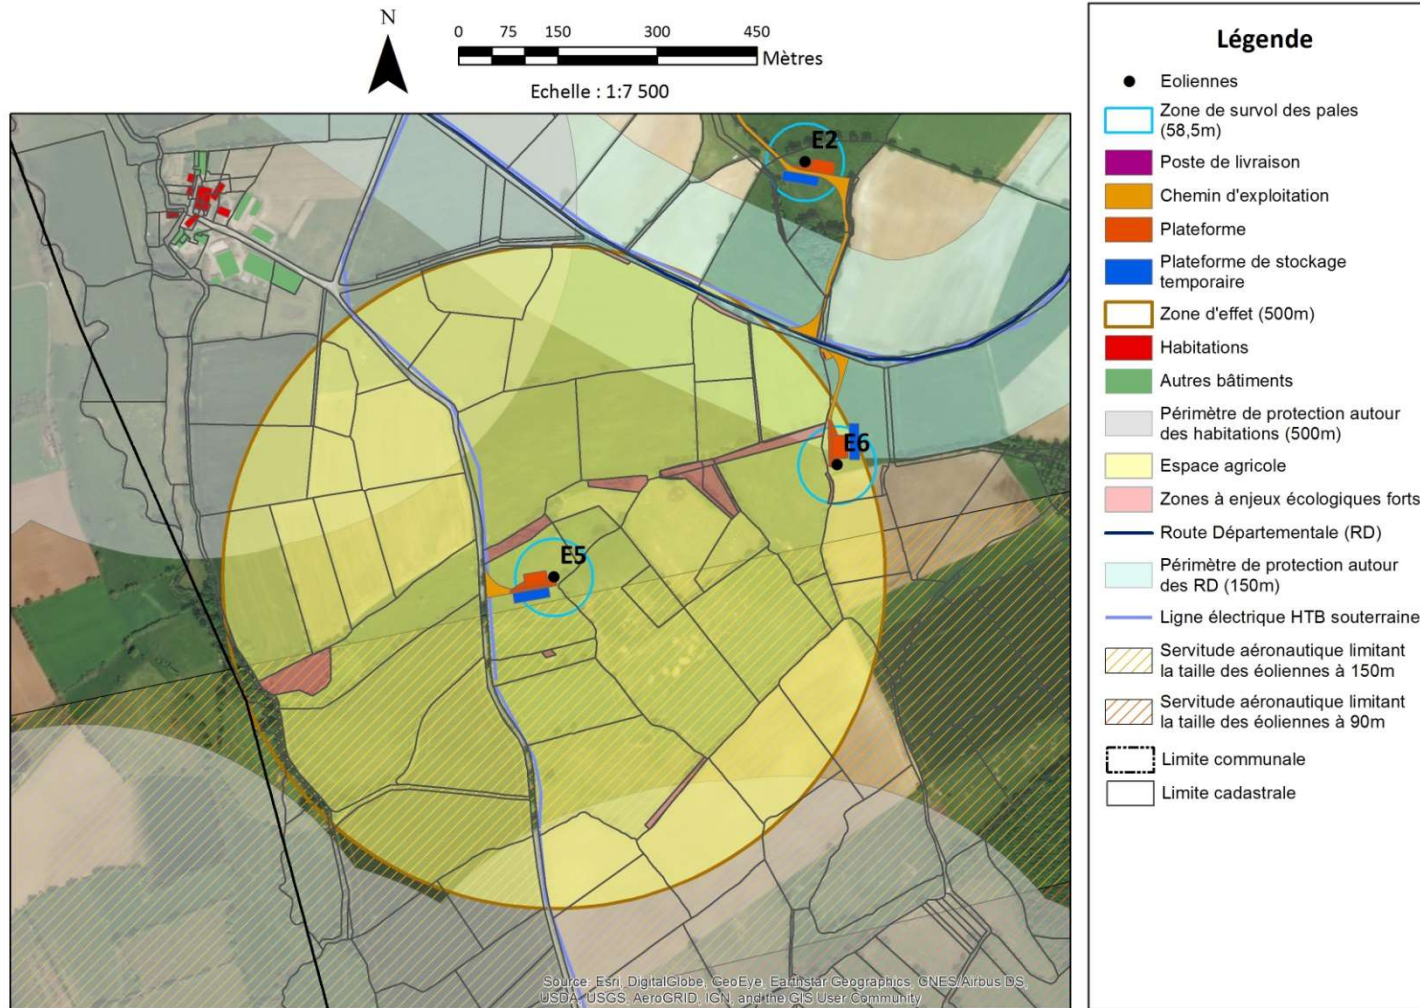 N
0 75 150 300 450
Mètres
Echelle : 1:7 500
E2
E6
E5
Source: Esri, DigitalGlobe, GeoEye, Earthstar Geographics, CNES/Airbus DS,
USDA, USGS, AeroGRID, IGN, and the GIS User Community
Légende
Eoliennes
Zone de survol des pales
(58,5m)
Poste de livraison
Chemin d'exploitation
Plateforme
Plateforme de stockage
temporaire
Zone d'effet (500m)
Habitations
Autres bâtiments
Périmètre de protection autour
des habitations (500m)
Espace agricole
Zones à enjeux écologiques forts
Route Départementale (RD)
Périmètre de protection autour
des RD (150m)
Ligne électrique HTB souterraine
Servitude aéronautique limitant
la taille des éoliennes à 150m
Servitude aéronautique limitant
la taille des éoliennes à 90m
Limite communale
Limite cadastrale